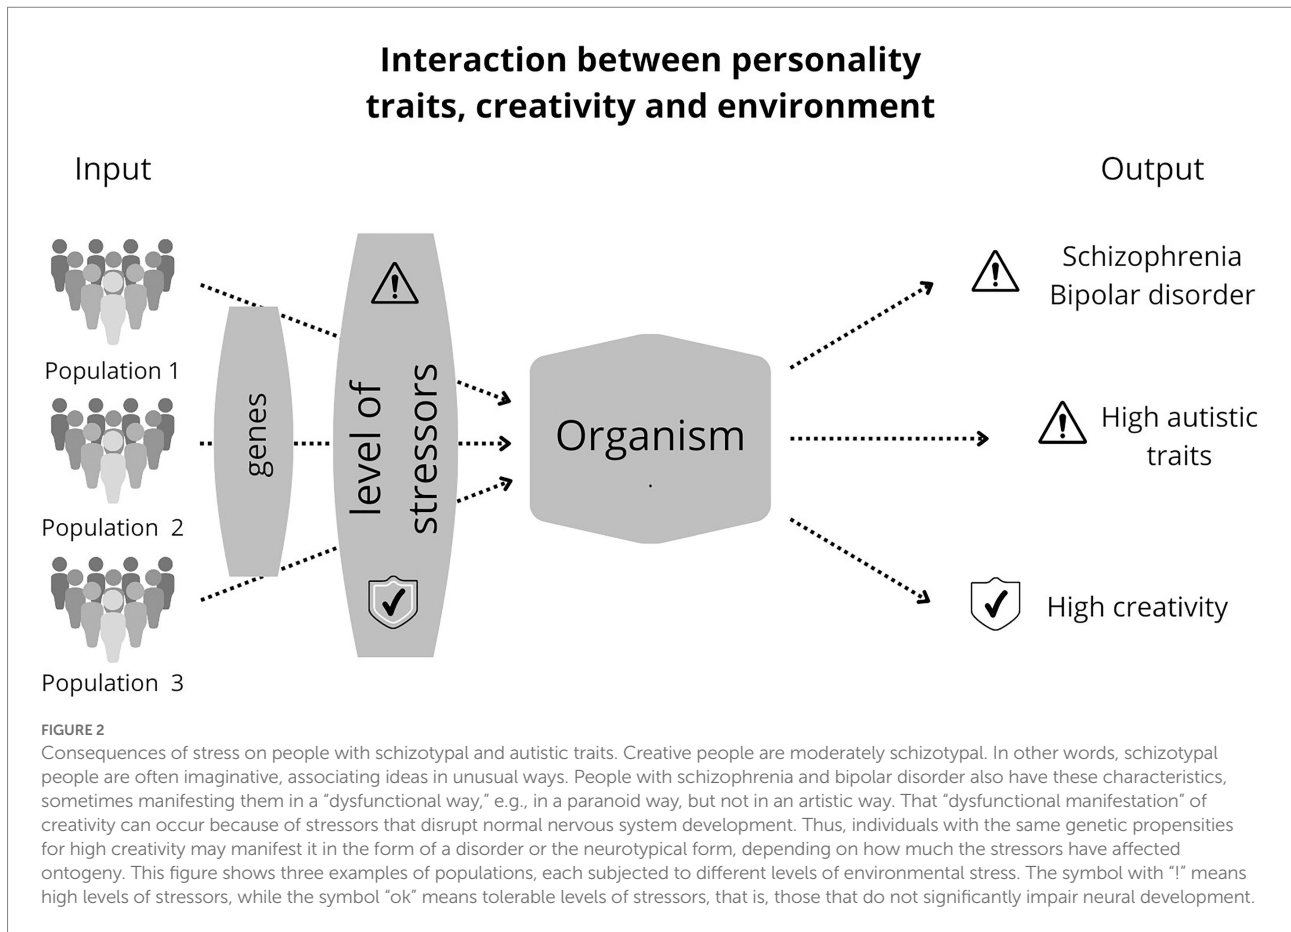 Interaction between personality
traits, creativity and environment
Input
Output
Population 1
Population 2
Population 3
genes
level of
stressors
Organism
.
Schizophrenia
Bipolar disorder
High autistic
traits
High creativity
FIGURE 2
Consequences of stress on people with schizotypal and autistic traits. Creative people are moderately schizotypal. In other words, schizotypal
people are often imaginative, associating ideas in unusual ways. People with schizophrenia and bipolar disorder also have these characteristics,
sometimes manifesting them in a “dysfunctional way,” e.g., in a paranoid way, but not in an artistic way. That “dysfunctional manifestation” of
creativity can occur because of stressors that disrupt normal nervous system development. Thus, individuals with the same genetic propensities
for high creativity may manifest it in the form of a disorder or the neurotypical form, depending on how much the stressors have affected
ontogeny. This figure shows three examples of populations, each subjected to different levels of environmental stress. The symbol with “!” means
high levels of stressors, while the symbol “ok” means tolerable levels of stressors, that is, those that do not significantly impair neural development.